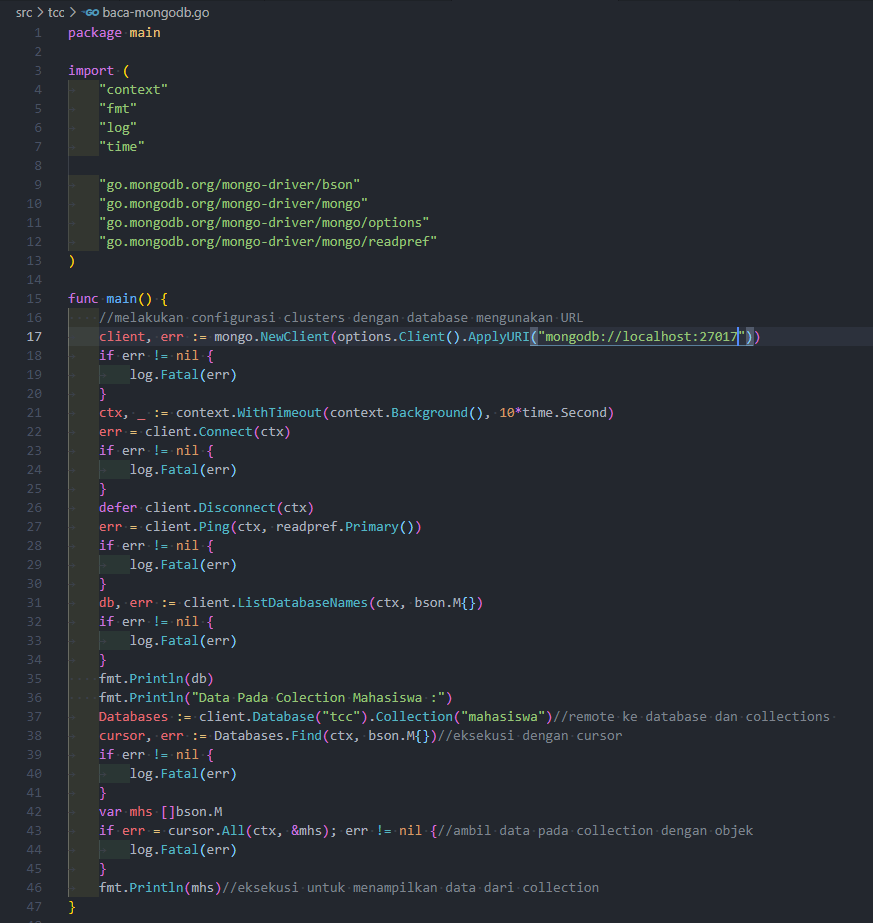 src > tcc > GO baca-mongodb.go
1 package main
2
3 import (
4 "context"
5 "fmt"
6 "log"
7 "time"
8
9 "go.mongodb.org/mongo-driver/bson"
10 "go.mongodb.org/mongo-driver/mongo"
11 "go.mongodb.org/mongo-driver/mongo/options"
12 "go.mongodb.org/mongo-driver/mongo/readpref"
13 )
14
15 func main() {
16 //melakukan configurasi clusters dengan database mengunakan URL
17 client, err := mongo.NewClient(options.Client().ApplyURI("mongodb://localhost:27017"))
18 if err != nil {
19 log.Fatal(err)
20 }
21 ctx, _ := context.WithTimeout(context.Background(), 10*time.Second)
22 err = client.Connect(ctx)
23 if err != nil {
24 log.Fatal(err)
25 }
26 defer client.Disconnect(ctx)
27 err = client.Ping(ctx, readpref.Primary())
28 if err != nil {
29 log.Fatal(err)
30 }
31 db, err := client.ListDatabaseNames(ctx, bson.M{})
32 if err != nil {
33 log.Fatal(err)
34 }
35 fmt.Println(db)
36 fmt.Println("Data Pada Colection Mahasiswa :")
37 Databases := client.Database("tcc").Collection("mahasiswa")//remote ke database dan collections
38 cursor, err := Databases.Find(ctx, bson.M{})//eksekusi dengan cursor
39 if err != nil {
40 log.Fatal(err)
41 }
42 var mhs []bson.M
43 if err = cursor.All(ctx, &mhs); err != nil {//ambil data pada collection dengan objek
44 log.Fatal(err)
45 }
46 fmt.Println(mhs)//eksekusi untuk menampilkan data dari collection
47 }